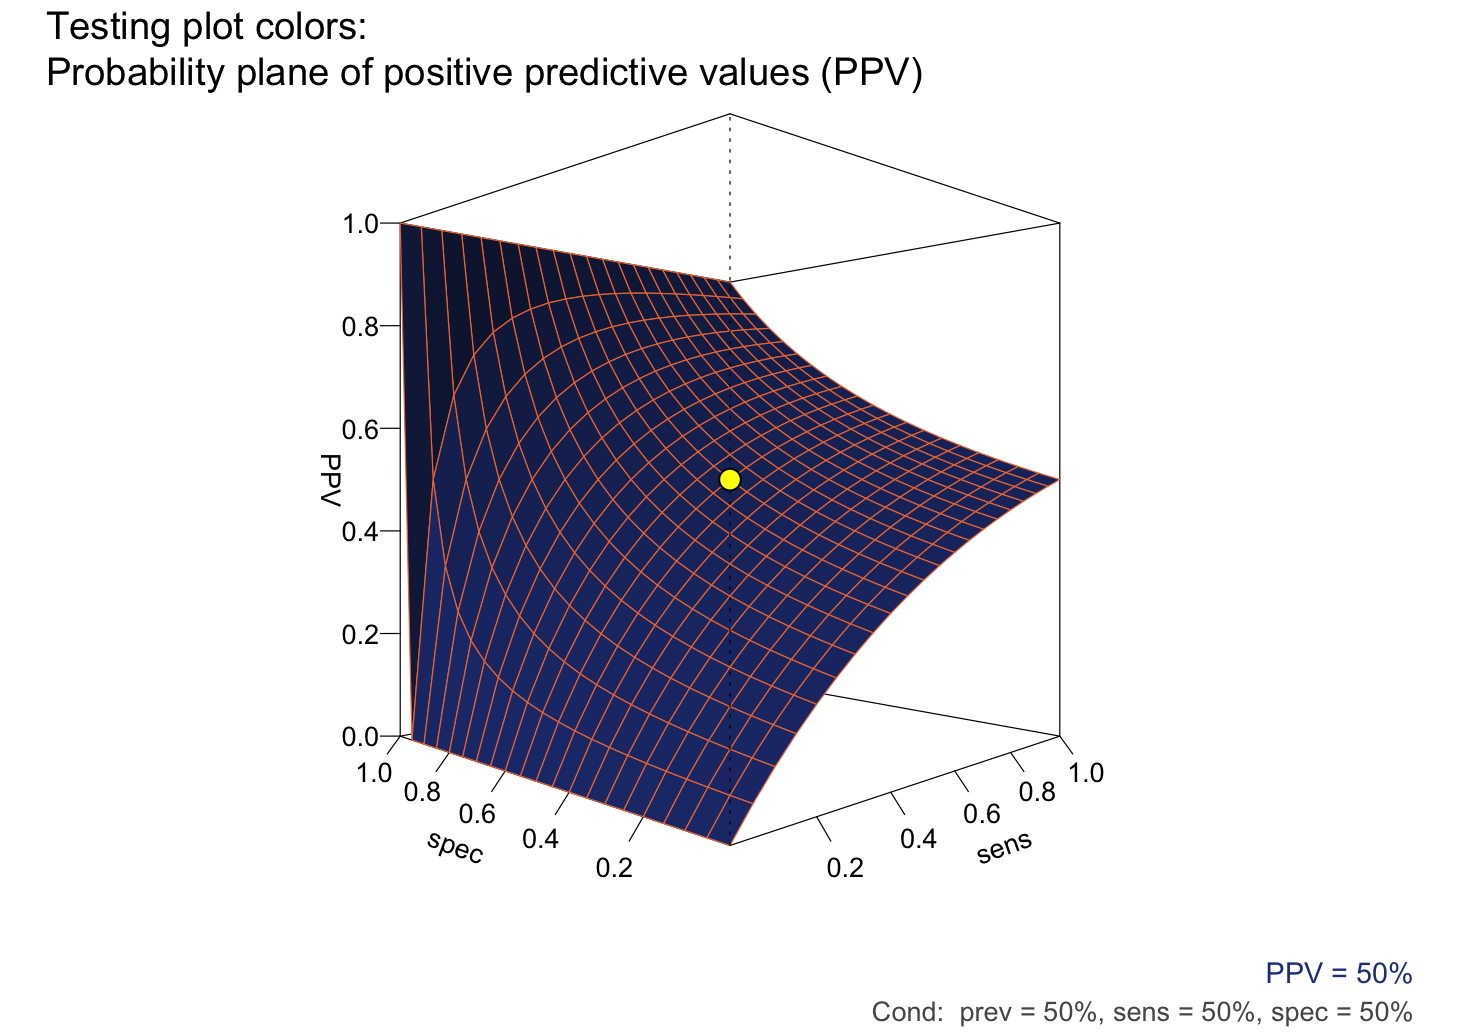 Testing plot colors:
Probability plane of positive predictive values (PPV)
1.0
0.8
0.6
0.4
0.2
0.0
PPV
1.0
0.8
0.6
0.4
0.2
spec
0.2
0.4
0.6
0.8
1.0
sens
PPV = 50%
Cond:  prev = 50%, sens = 50%, spec = 50%